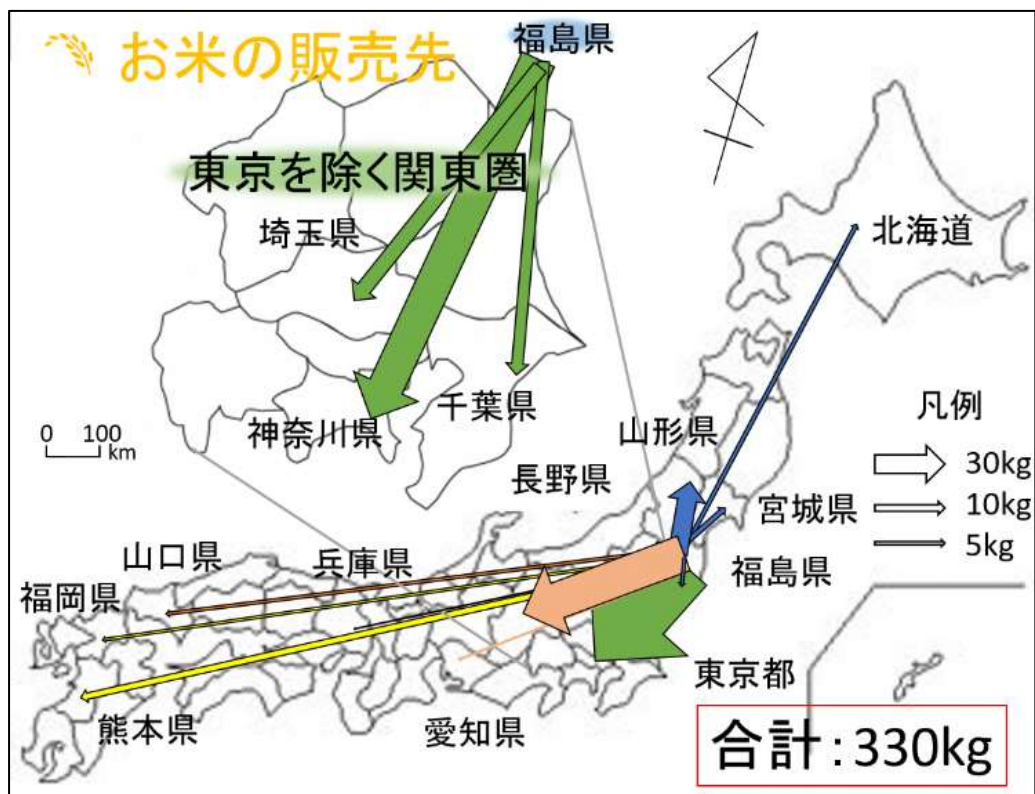 お米の販売先
福島県
東京を除く関東圏
埼玉県
北海道
千葉県
神奈川県
0 100
km
山形県
凡例
30kg
長野県
宮城県
10kg
5kg
山口県
兵庫県
福島県
福岡県
東京都
熊本県
愛知県
合計：330kg